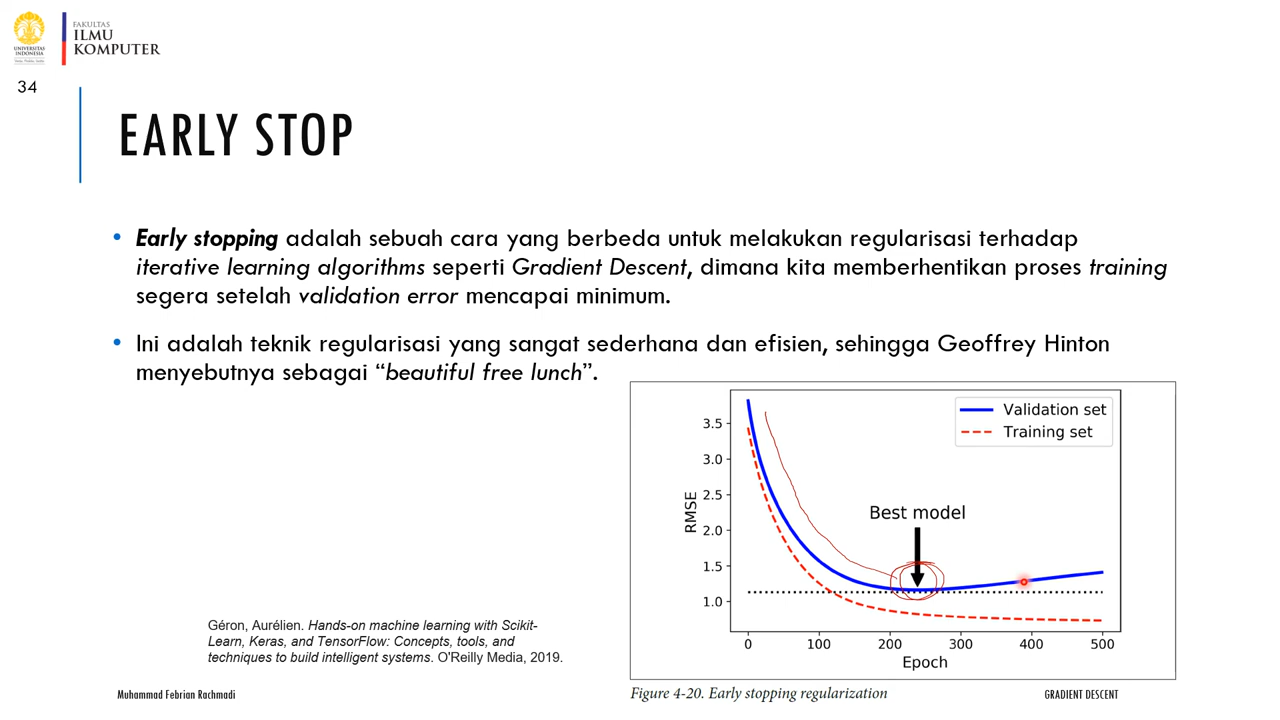 FAKULTAS
ILMU
KOMPUTER
UNIVERSITAS
INDONESIA
34
EARLY STOP
• Early stopping adalah sebuah cara yang berbeda untuk melakukan regularisasi terhadap
iterative learning algorithms seperti Gradient Descent, dimana kita memberhentikan proses training
segera setelah validation error mencapai minimum.
• Ini adalah teknik regularisasi yang sangat sederhana dan efisien, sehingga Geoffrey Hinton
menyebutnya sebagai “beautiful free lunch”.
Validation set
Training set
3.5
3.0
2.5
2.0
1.5
1.0
RMSE
Best model
0 100 200 300 400 500
Epoch
Géron, Aurélien. Hands-on machine learning with Scikit-
Learn, Keras, and TensorFlow: Concepts, tools, and
techniques to build intelligent systems. O'Reilly Media, 2019.
Figure 4-20. Early stopping regularization
Muhammad Febrian Rachmadi
GRADIENT DESCENT